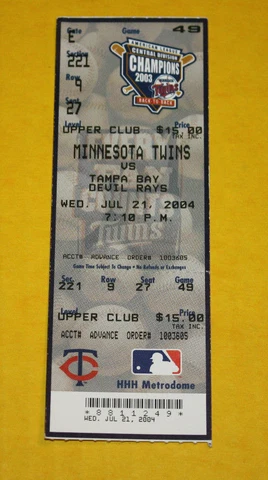 Gate Game 49
E
Section
221
Row
9
Seat
27
AMERICAN LEAGUE
CENTRAL DIVISION
CHAMPIONS
2003
Twins
BACK TO BACK
Level Price
UPPER CLUB $15.00
TAX INC.
MINNESOTA TWINS
VS
TAMPA BAY
DEVIL RAYS
WED, JUL 21, 2004
7:10 P.M.
ACCT# ADVANCE ORDER# 1003605
Game Time Subject To Change • No Refunds or Exchanges
Sec. Row Seat Game
221 9 27 49
Level Price
UPPER CLUB $15.00
TAX INC.
ACCT# ADVANCE ORDER# 1003605
TC
HHH Metrodome
8811249
WED, JUL 21, 2004